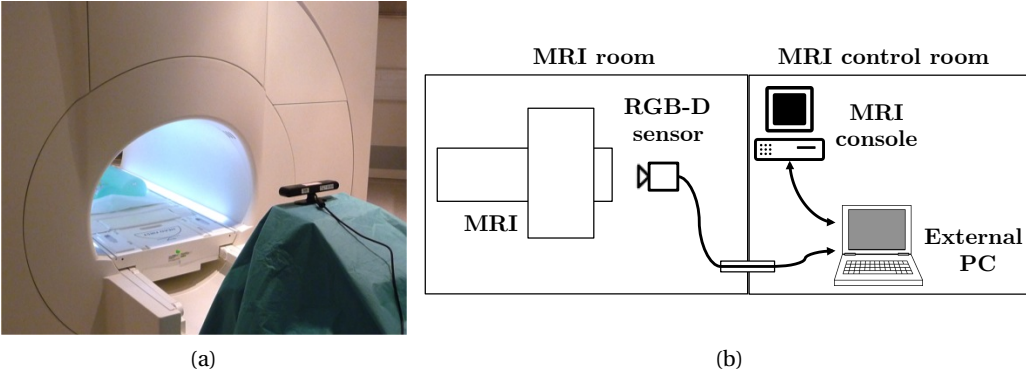 MRI room
MRI control room
RGB-D
sensor
MRI
MRI
console
External
PC
(a)
(b)